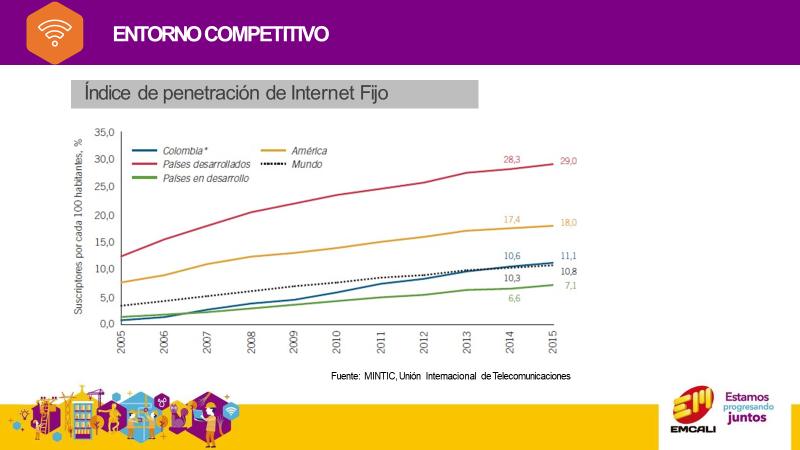 ENTORNO COMPETITIVO
Índice de penetración de Internet Fijo
Suscriptores por cada 100 habitantes, %
35,0
30,0
25,0
20,0
15,0
10,0
5,0
0,0
Colombia*
América
Países desarrollados
Mundo
Países en desarrollo
28,3
29,0
17,4
18,0
10,6
11,1
10,3
10,8
6,6
7,1
2005
2006
2007
2008
2009
2010
2011
2012
2013
2014
2015
Fuente: MINTIC, Unión Internacional de Telecomunicaciones
EM
EMCALI
Estamos
progresando
juntos